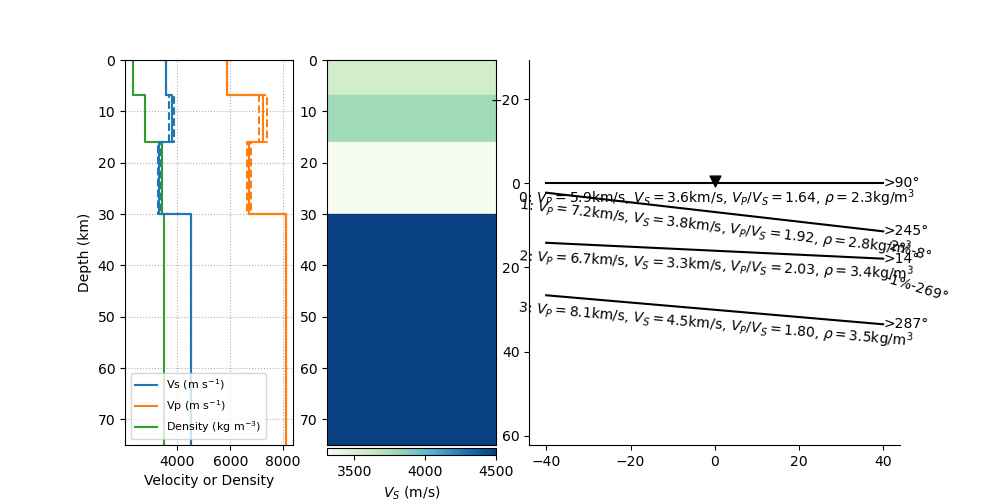 0
10
20
30
40
50
60
70
Depth (km)
4000 6000 8000
Velocity or Density
Vs (m s⁻¹)
Vp (m s⁻¹)
Density (kg m⁻³)
0
10
20
30
40
50
60
70
3500 4000 4500
V_S (m/s)
−20
0
20
40
60
−40 −20 0 20 40
>90°
0: V_P = 5.9km/s, V_S = 3.6km/s, V_P/V_S = 1.64, ρ = 2.3kg/m³
>245°
1: V_P = 7.2km/s, V_S = 3.8km/s, V_P/V_S = 1.92, ρ = 2.8kg/m³
>14°
2: V_P = 6.7km/s, V_S = 3.3km/s, V_P/V_S = 2.03, ρ = 3.4kg/m³
-1%-269°
>287°
3: V_P = 8.1km/s, V_S = 4.5km/s, V_P/V_S = 1.80, ρ = 3.5kg/m³